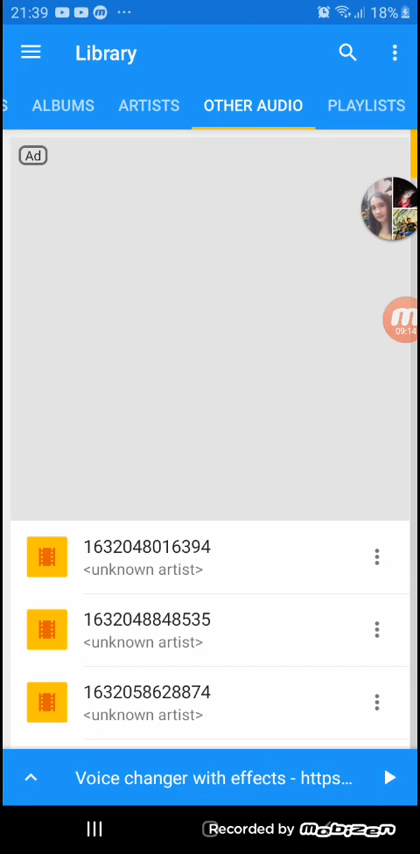 21:39 ... 18%
Library
S ALBUMS ARTISTS OTHER AUDIO PLAYLISTS
Ad
09:14
1632048016394
<unknown artist>
1632048848535
<unknown artist>
1632058628874
<unknown artist>
Voice changer with effects - https...
Recorded by mobizen